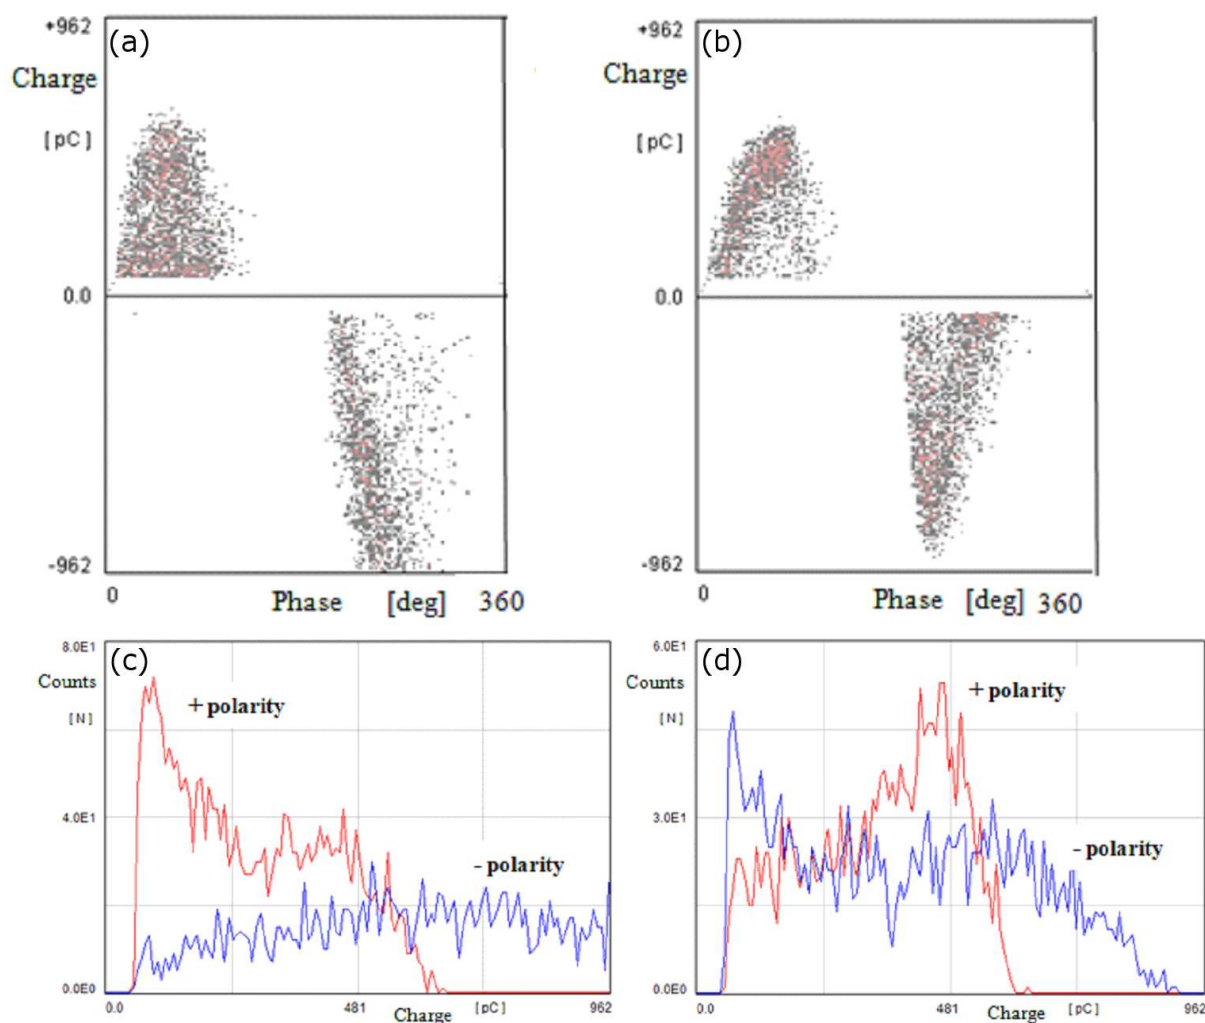 +962 (a)
Charge
[ pC]
0.0
-962
0 Phase [deg] 360
+962 (b)
Charge
[ pC]
0.0
-962
0 Phase [deg] 360
8.0E1 (c)
Counts
[ N ]
+ polarity
4.0E1
- polarity
0.0E0
0.0 481 [pC] 962
Charge
6.0E1 (d)
Counts
[ N ]
+ polarity
3.0E1
- polarity
0.0E0
0.0 481 [pC] 962
Charge